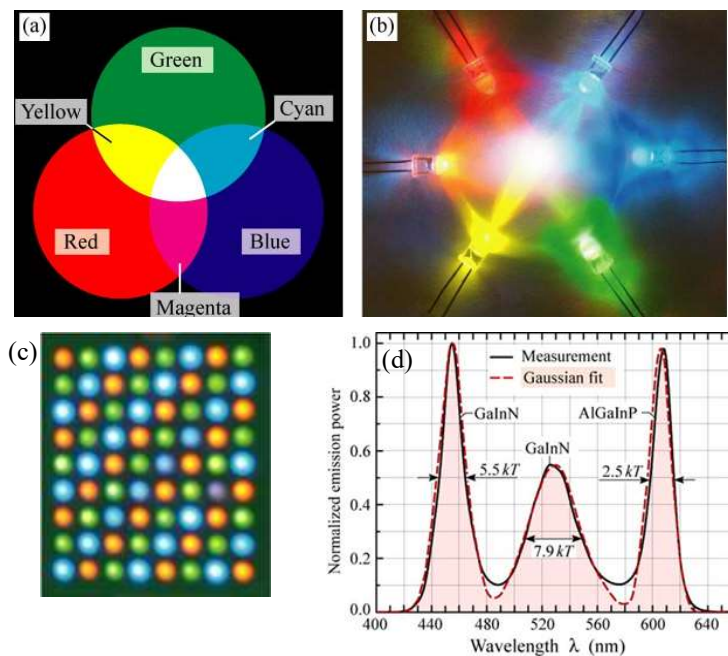 (a)
Green
Yellow
Cyan
Red
Blue
Magenta
(b)
(c)
(d)
Normalized emission power
1.0
0.8
0.6
0.4
0.2
0.0
Measurement
Gaussian fit
GaInN
AlGaInP
GaInN
5.5 kT
2.5 kT
7.9 kT
400 440 480 520 560 600 640
Wavelength λ (nm)